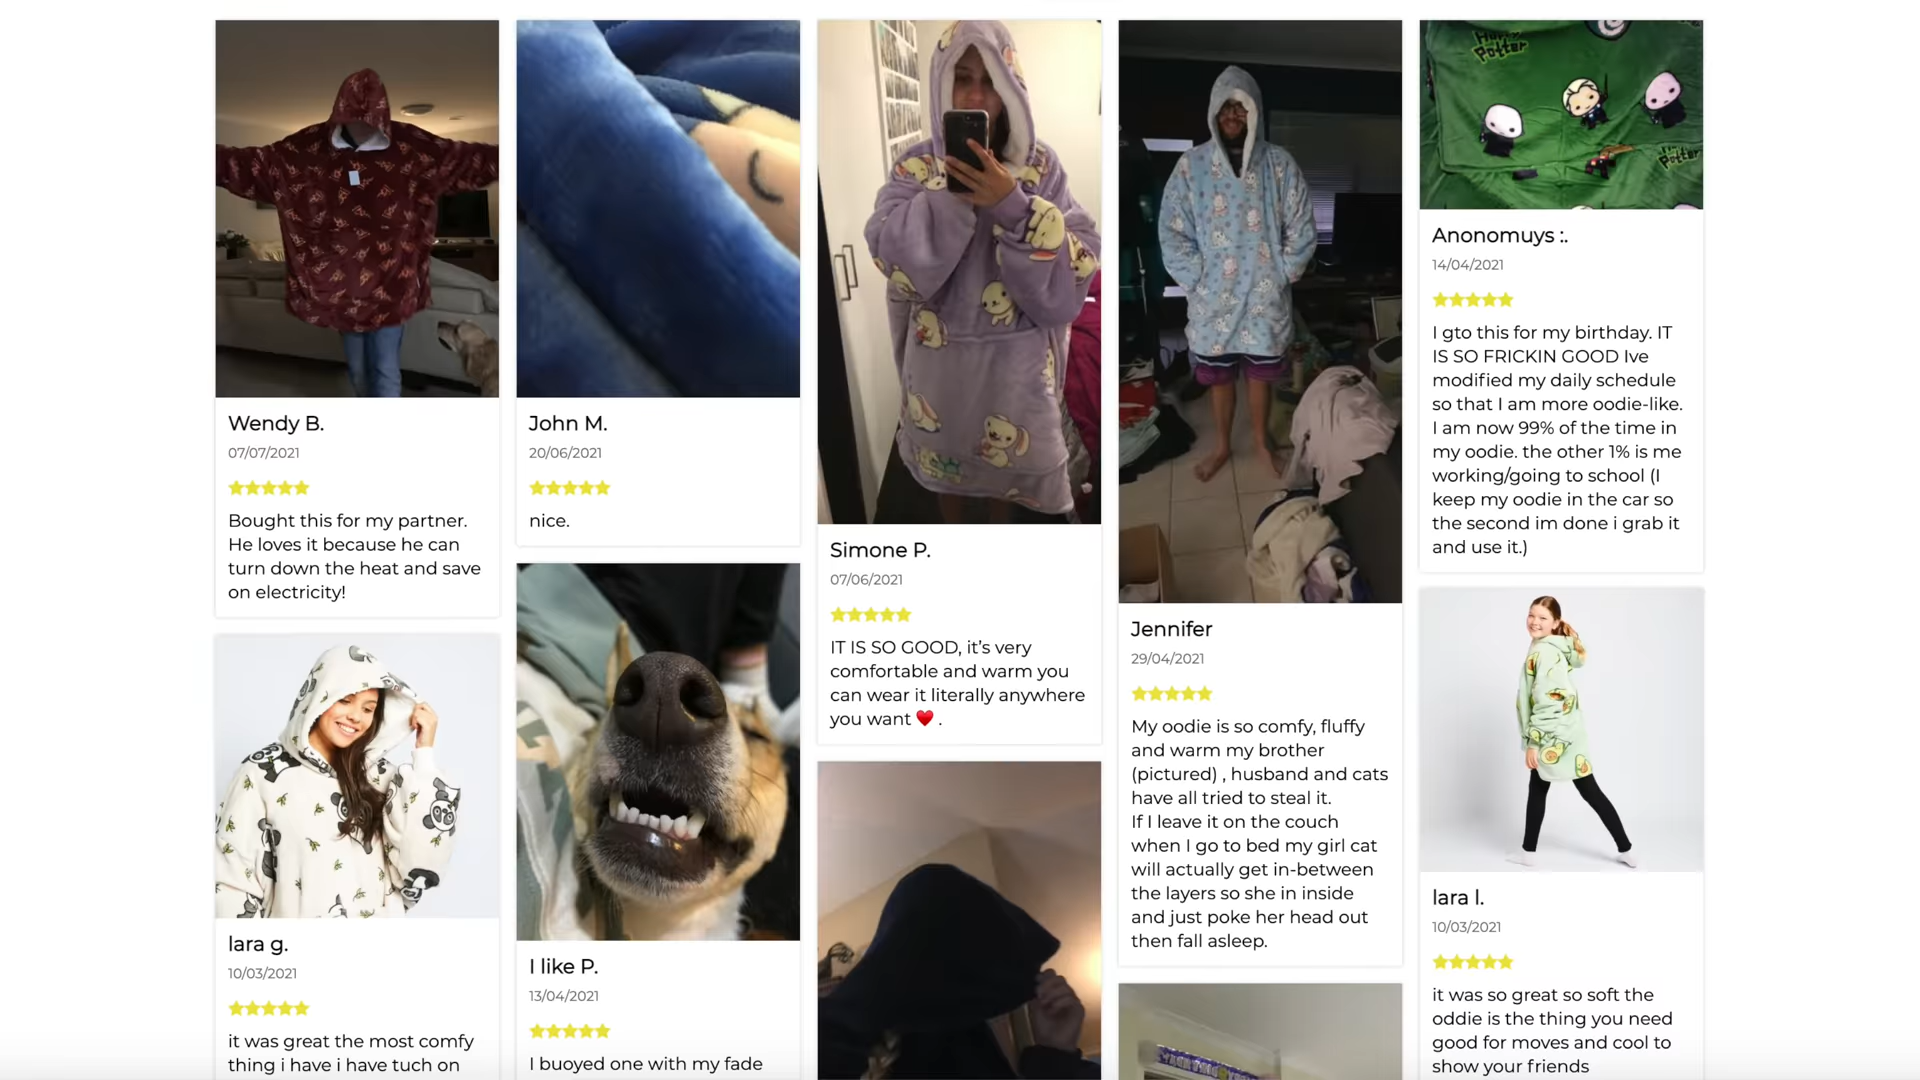 Wendy B.
07/07/2021
Bought this for my partner.
He loves it because he can
turn down the heat and save
on electricity!
lara g.
10/03/2021
it was great the most comfy
thing i have i have tuch on
John M.
20/06/2021
nice.
I like P.
13/04/2021
I buoyed one with my fade
Simone P.
07/06/2021
IT IS SO GOOD, it’s very
comfortable and warm you
can wear it literally anywhere
you want ❤️ .
Jennifer
29/04/2021
My oodie is so comfy, fluffy
and warm my brother
(pictured) , husband and cats
have all tried to steal it.
If I leave it on the couch
when I go to bed my girl cat
will actually get in-between
the layers so she in inside
and just poke her head out
then fall asleep.
Harry
Potter
Potter
Anonomuys :.
14/04/2021
I gto this for my birthday. IT
IS SO FRICKIN GOOD Ive
modified my daily schedule
so that I am more oodie-like.
I am now 99% of the time in
my oodie. the other 1% is me
working/going to school (I
keep my oodie in the car so
the second im done i grab it
and use it.)
lara l.
10/03/2021
it was so great so soft the
oddie is the thing you need
good for moves and cool to
show your friends